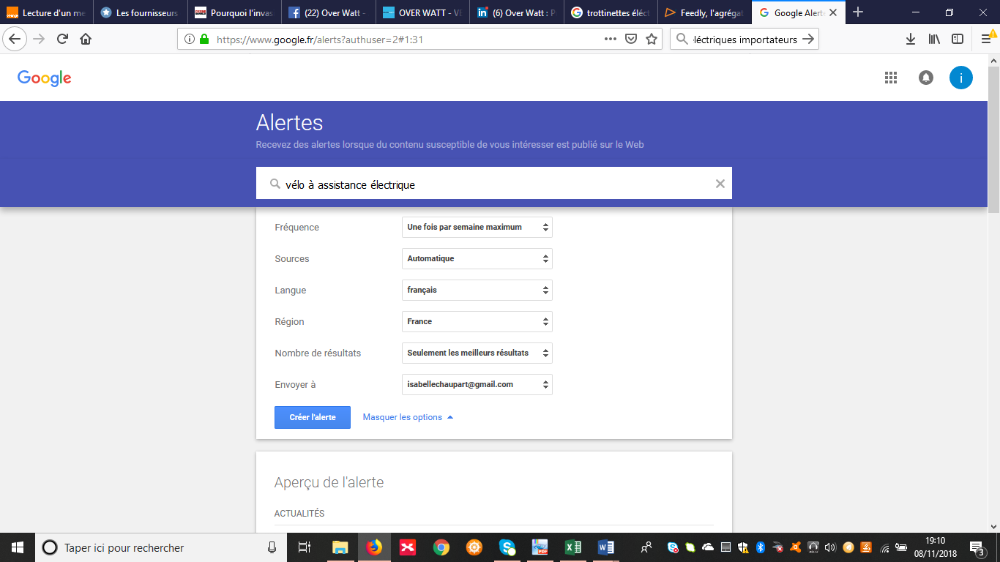 Lecture d'un me
Les fournisseurs
Pourquoi l'invas
(22) Over Watt -
OVER WATT - VE
(6) Over Watt : P
trottinettes éléct
Feedly, l'agrégat
Google Alerte
https://www.google.fr/alerts?authuser=2#1:31
électriques importateurs
Google
i
Alertes
Recevez des alertes lorsque du contenu susceptible de vous intéresser est publié sur le Web
vélo à assistance électrique
Fréquence Une fois par semaine maximum
Sources Automatique
Langue français
Région France
Nombre de résultats Seulement les meilleurs résultats
Envoyer à isabellechaupart@gmail.com
Créer l'alerte Masquer les options
Aperçu de l'alerte
ACTUALITÉS
Taper ici pour rechercher
19:10
08/11/2018
3